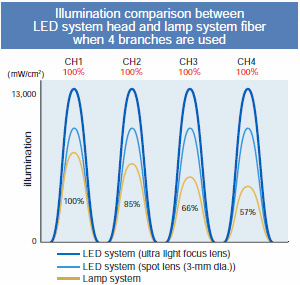 Illumination comparison between
LED system head and lamp system fiber
when 4 branches are used
CH1 CH2 CH3 CH4
(mW/cm²) 100% 100% 100% 100%
13,000
illumination
100% 85% 66% 57%
0
LED system (ultra light focus lens)
LED system (spot lens (3-mm dia.))
Lamp system